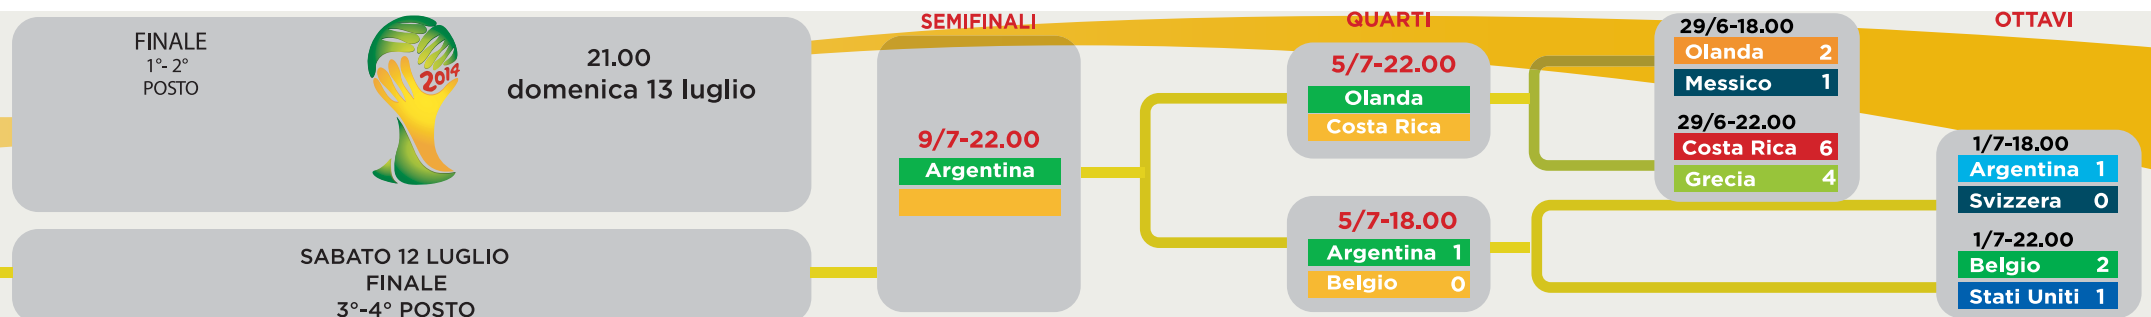 FINALE
1°- 2°
POSTO
2014
21.00
domenica 13 luglio
SABATO 12 LUGLIO
FINALE
3°-4° POSTO
SEMIFINALI
9/7-22.00
Argentina
QUARTI
5/7-22.00
Olanda
Costa Rica
5/7-18.00
Argentina 1
Belgio 0
29/6-18.00
Olanda 2
Messico 1
29/6-22.00
Costa Rica 6
Grecia 4
OTTAVI
1/7-18.00
Argentina 1
Svizzera 0
1/7-22.00
Belgio 2
Stati Uniti 1